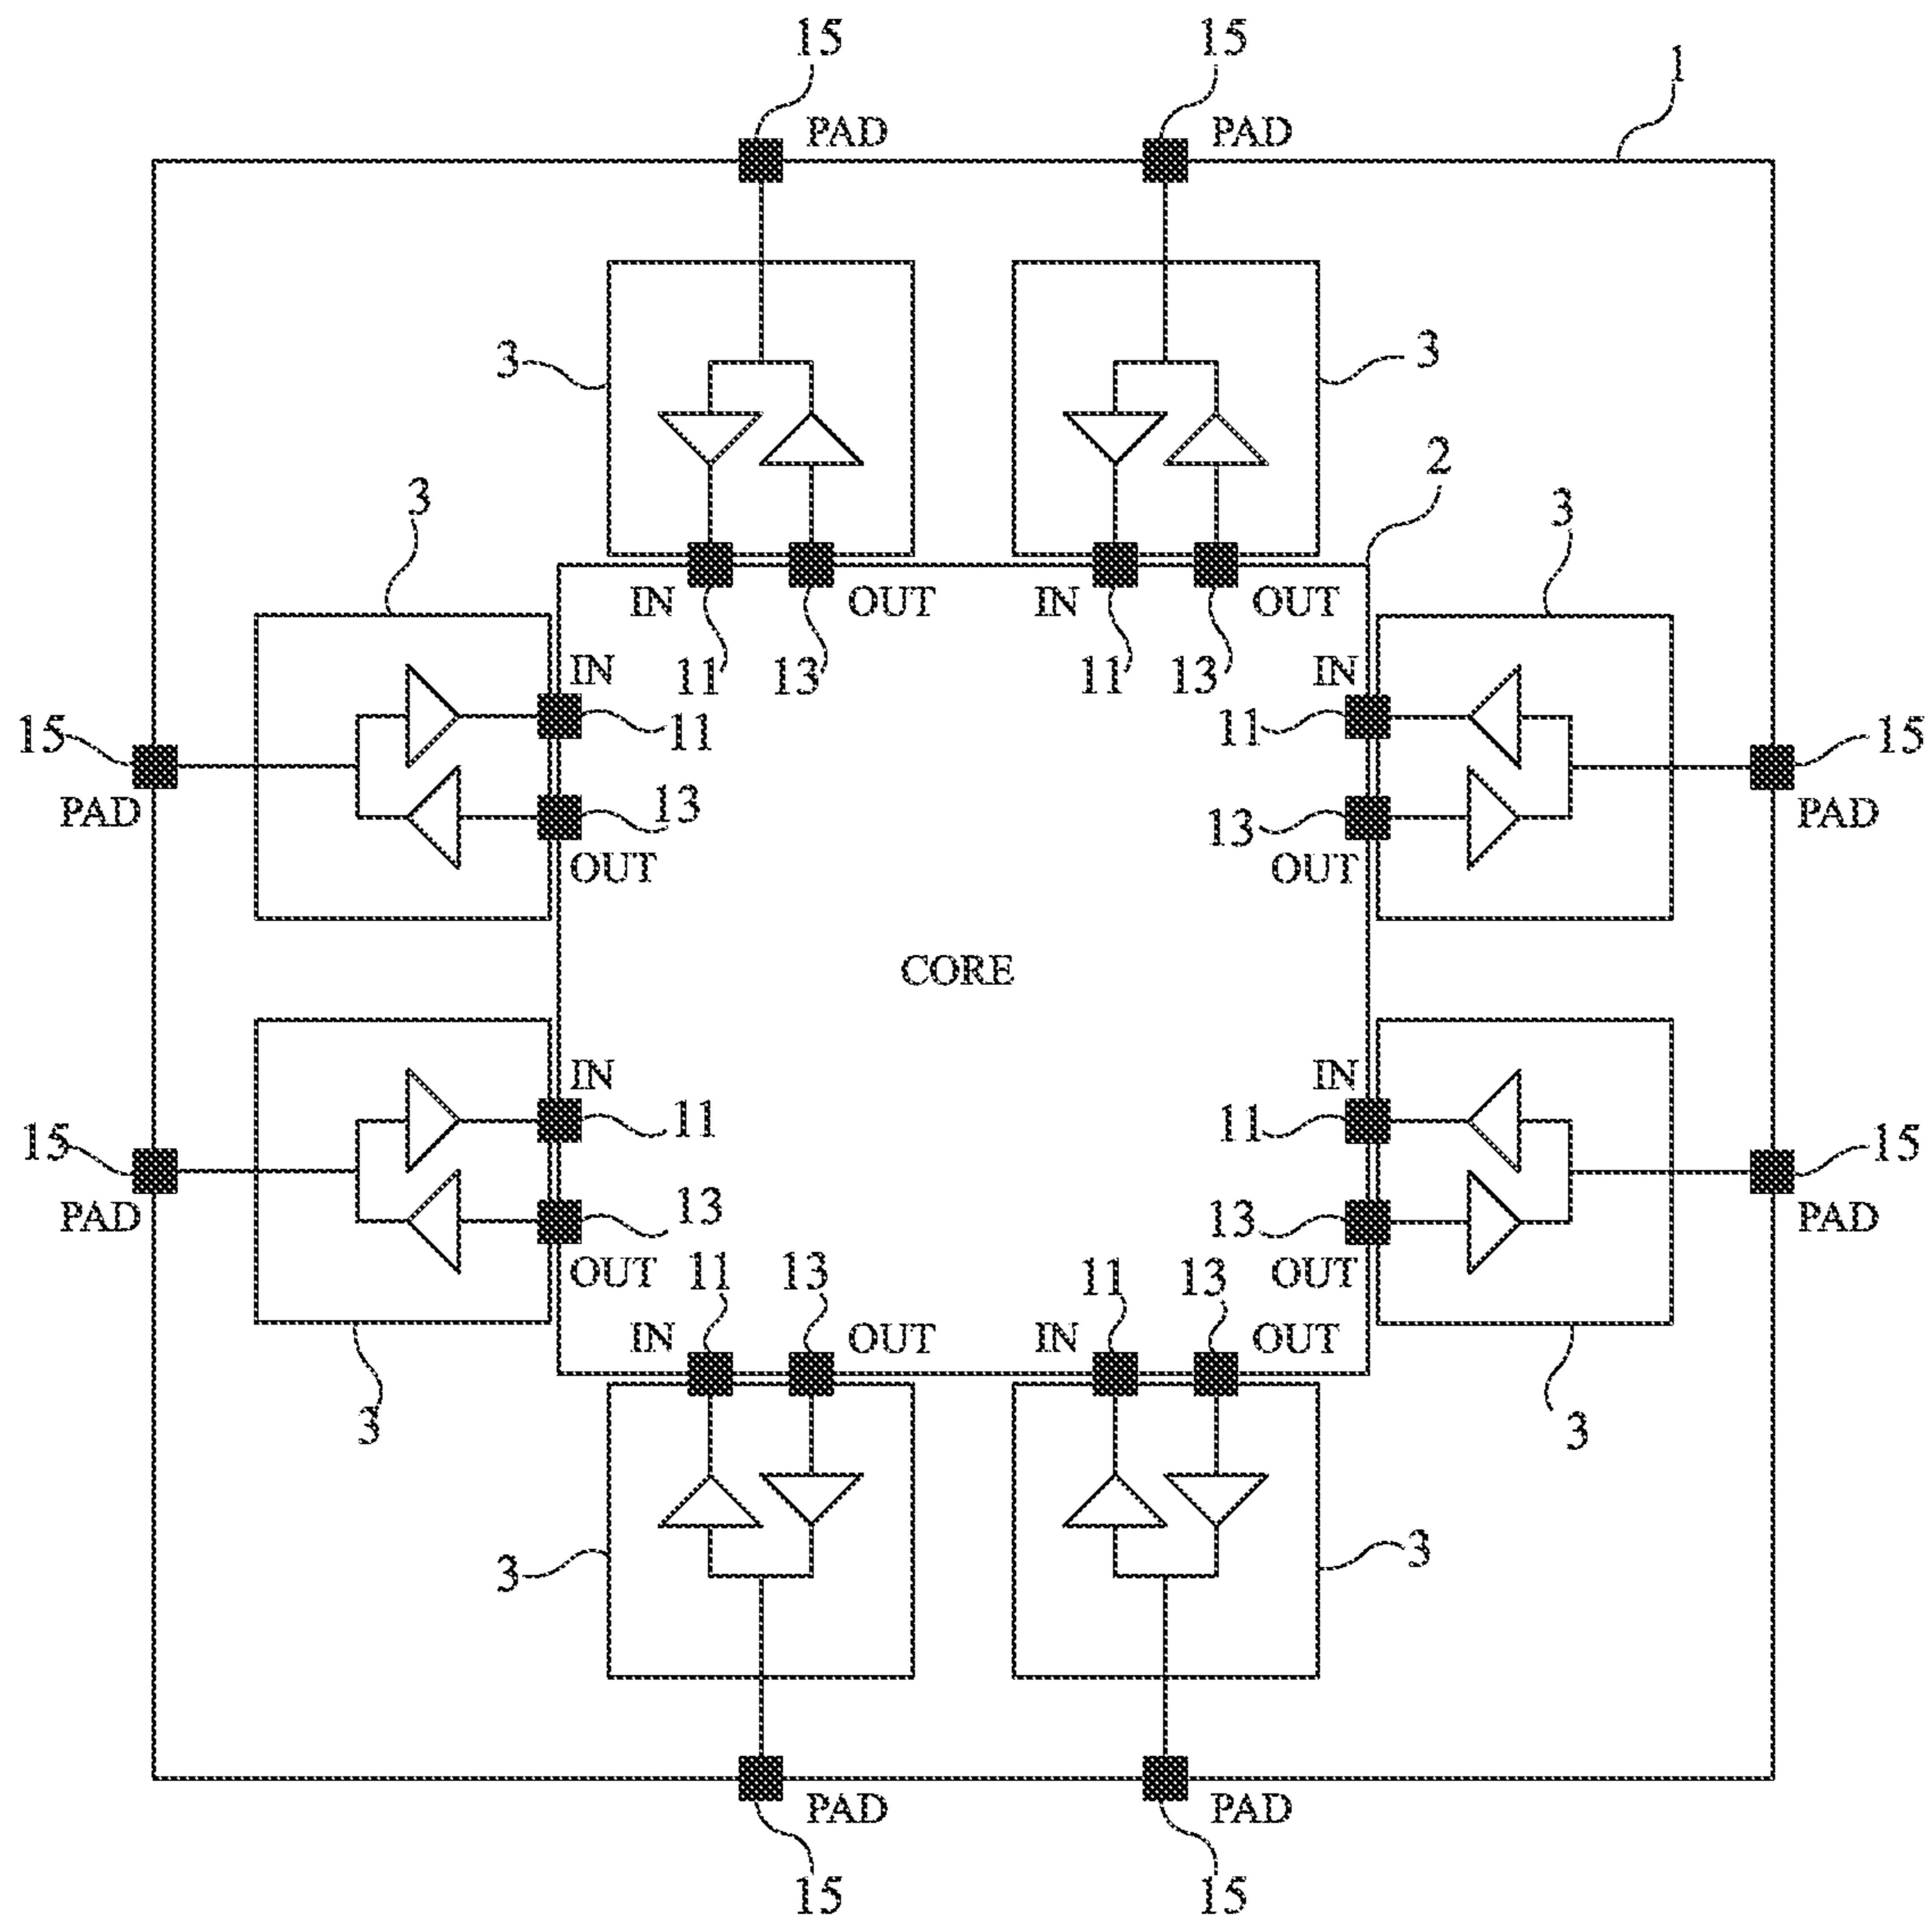 15 15 1
PAD PAD
3 3
2
3 3
IN OUT IN OUT
11 13 11 13
IN IN
11 11
15 15
13 13
PAD PAD
OUT OUT
CORE
IN IN
11 11
15 15
13 13
PAD PAD
OUT 11 13 11 13 OUT
IN OUT IN OUT
3 3
3 3
PAD PAD
15 15